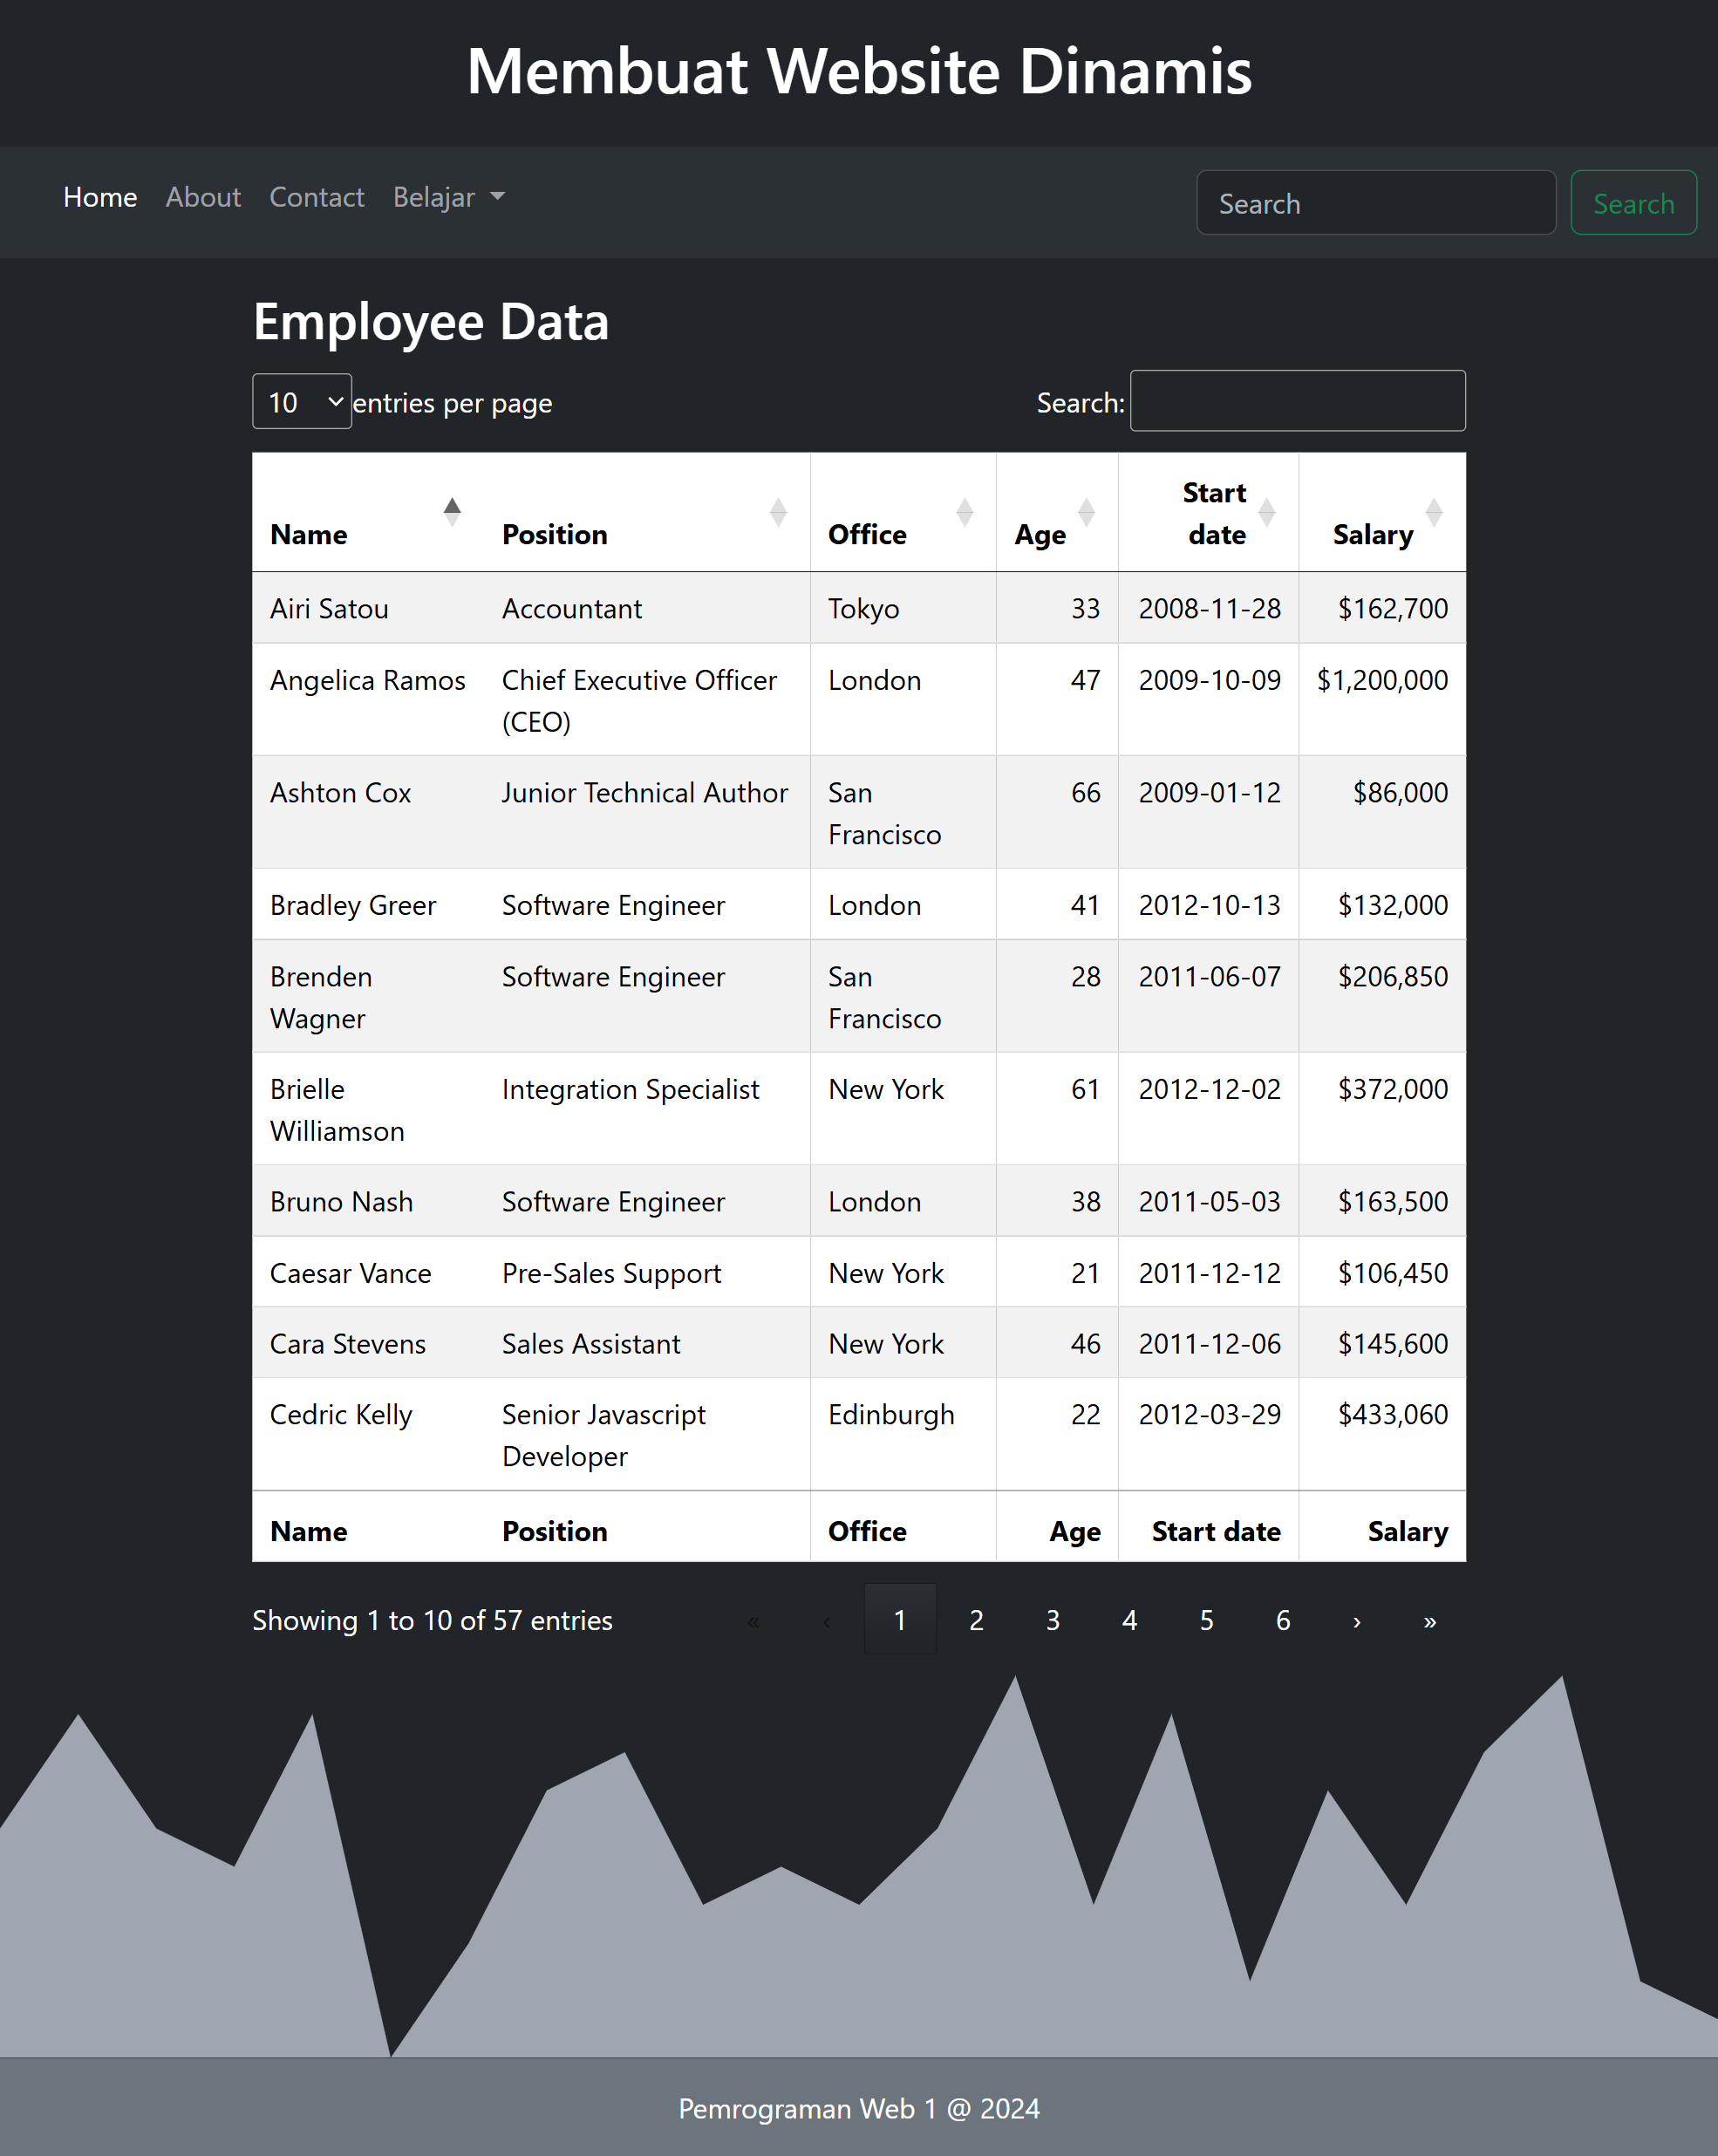 Membuat Website Dinamis
Home About Contact Belajar Search Search
Employee Data
10 entries per page Search:
Name Position Office Age Start date Salary
Airi Satou Accountant Tokyo 33 2008-11-28 $162,700
Angelica Ramos Chief Executive Officer (CEO) London 47 2009-10-09 $1,200,000
Ashton Cox Junior Technical Author San Francisco 66 2009-01-12 $86,000
Bradley Greer Software Engineer London 41 2012-10-13 $132,000
Brenden Wagner Software Engineer San Francisco 28 2011-06-07 $206,850
Brielle Williamson Integration Specialist New York 61 2012-12-02 $372,000
Bruno Nash Software Engineer London 38 2011-05-03 $163,500
Caesar Vance Pre-Sales Support New York 21 2011-12-12 $106,450
Cara Stevens Sales Assistant New York 46 2011-12-06 $145,600
Cedric Kelly Senior Javascript Developer Edinburgh 22 2012-03-29 $433,060
Name Position Office Age Start date Salary
Showing 1 to 10 of 57 entries « ‹ 1 2 3 4 5 6 › »
Pemrograman Web 1 @ 2024